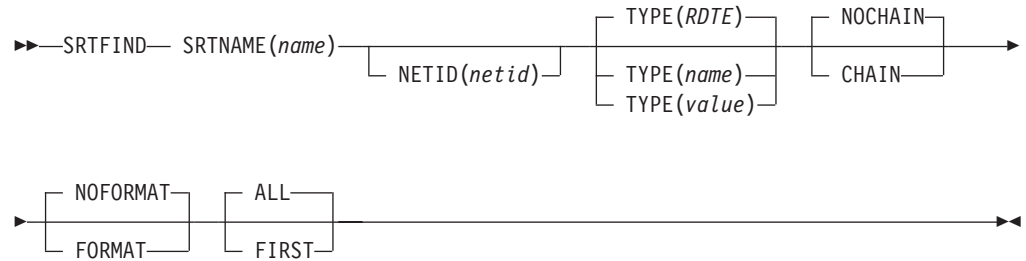 TYPE(RDTE) NOCHAIN
SRTFIND SRTNAME(name)
NETID(netid) TYPE(name) CHAIN
TYPE(value)
NOFORMAT ALL
FORMAT FIRST